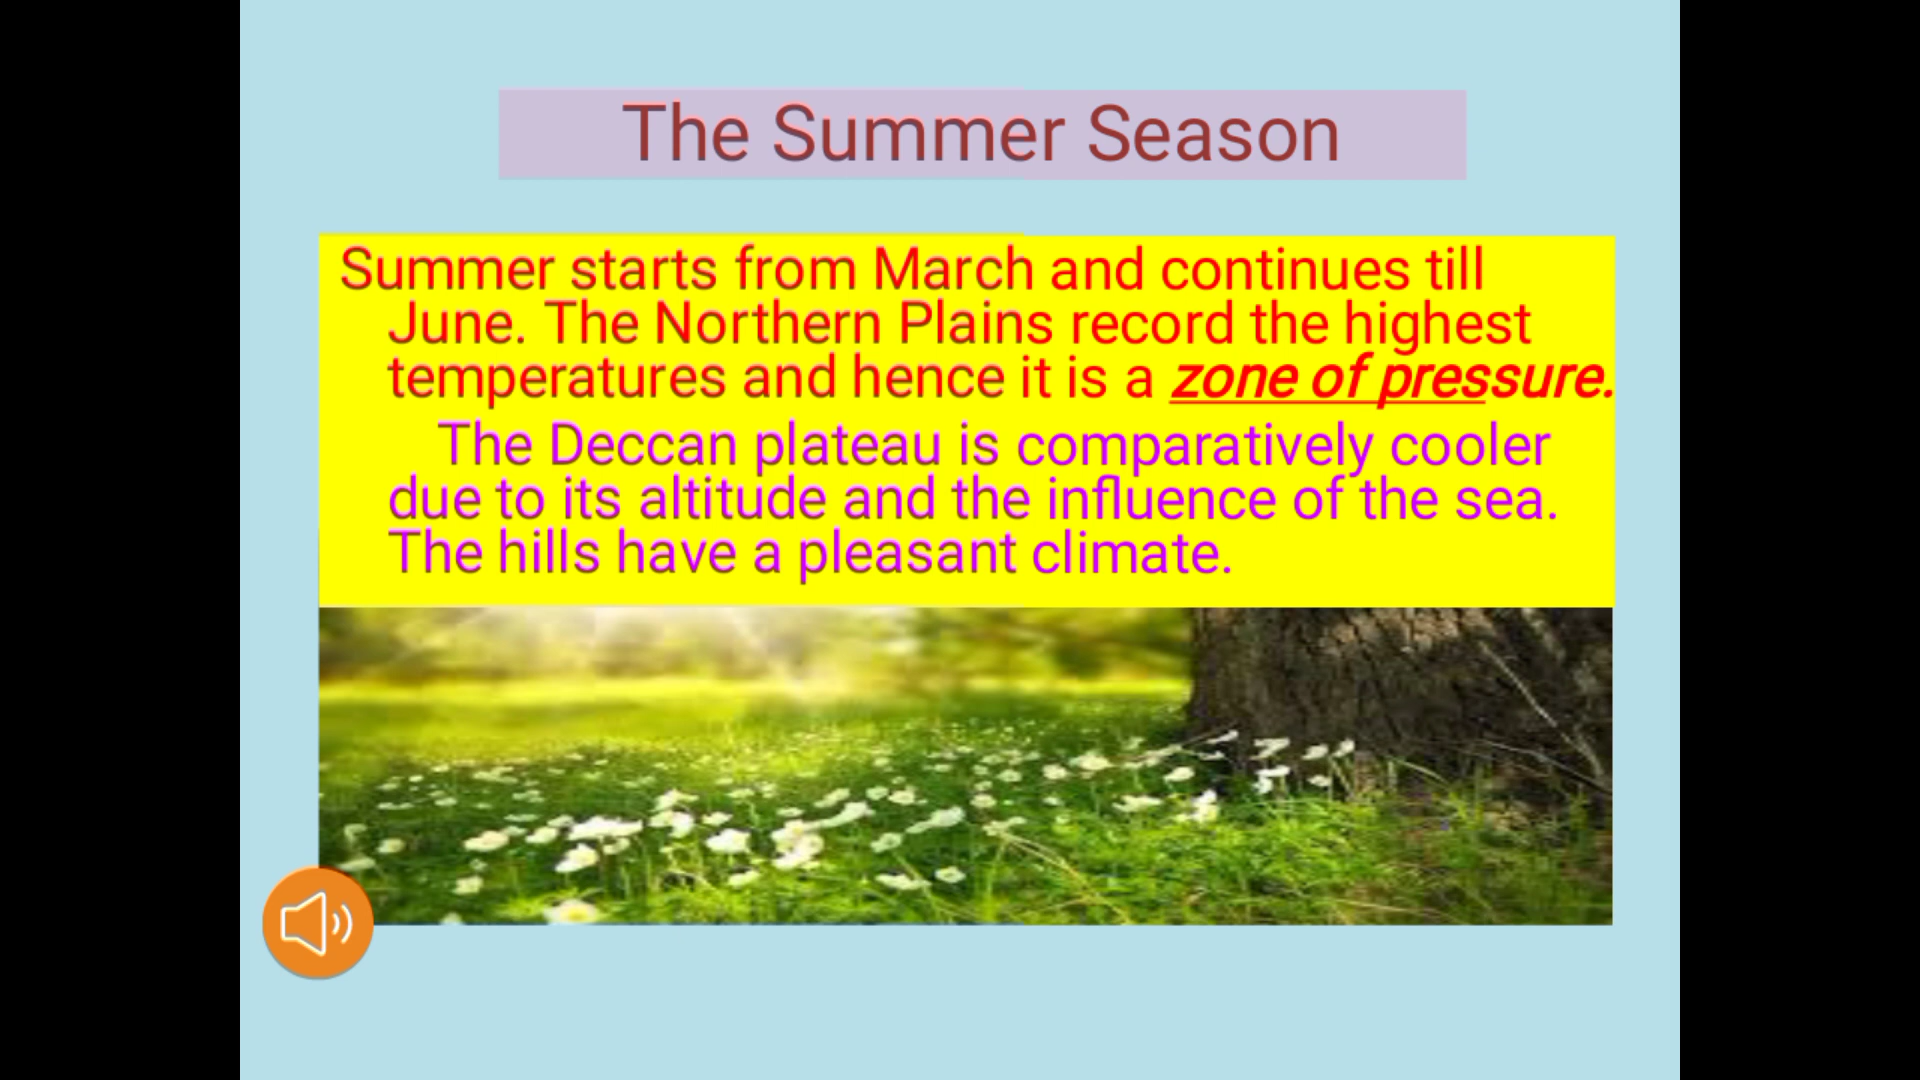 The Summer Season
Summer starts from March and continues till
June. The Northern Plains record the highest
temperatures and hence it is a zone of pressure.
The Deccan plateau is comparatively cooler
due to its altitude and the influence of the sea.
The hills have a pleasant climate.